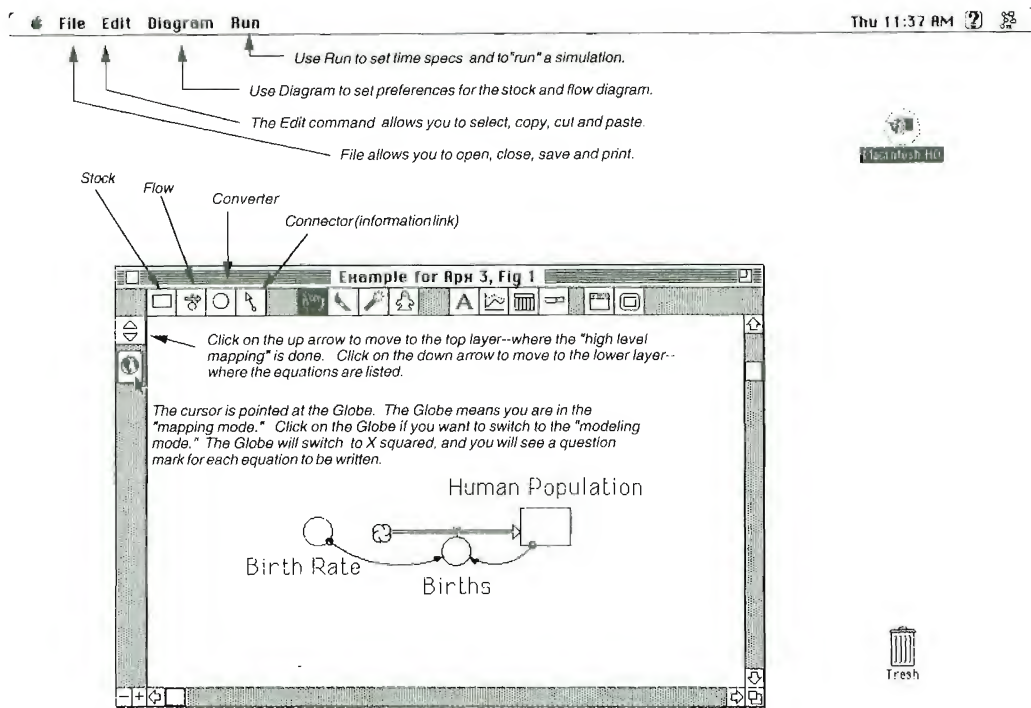 File Edit Diagram Run
Thu 11:37 AM
Use Run to set time specs and to"run" a simulation.
Use Diagram to set preferences for the stock and flow diagram.
The Edit command allows you to select, copy, cut and paste.
File allows you to open, close, save and print.
Macintosh HD
Stock
Flow
Converter
Connector(information link)
Example for Apx 3, Fig 1
A
Click on the up arrow to move to the top layer--where the "high level
mapping" is done. Click on the down arrow to move to the lower layer--
where the equations are listed.
The cursor is pointed at the Globe. The Globe means you are in the
"mapping mode." Click on the Globe if you want to switch to the "modeling
mode." The Globe will switch to X squared, and you will see a question
mark for each equation to be written.
Human Population
Birth Rate
Births
Trash